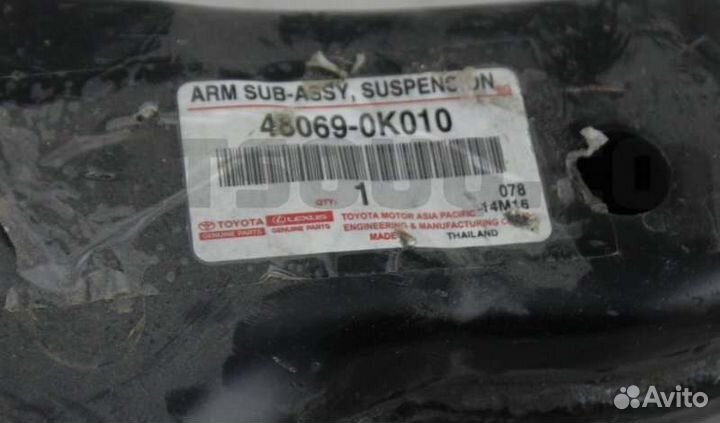 ARM SUB-ASSY, SUSPENSION
48069-0K010
QTY: 1
078
14M16
TOYOTA
GENUINE PARTS
LEXUS
GENUINE PARTS
TOYOTA MOTOR ASIA PACIFIC
ENGINEERING & MANUFACTURING
MADE
THAILAND
Avito